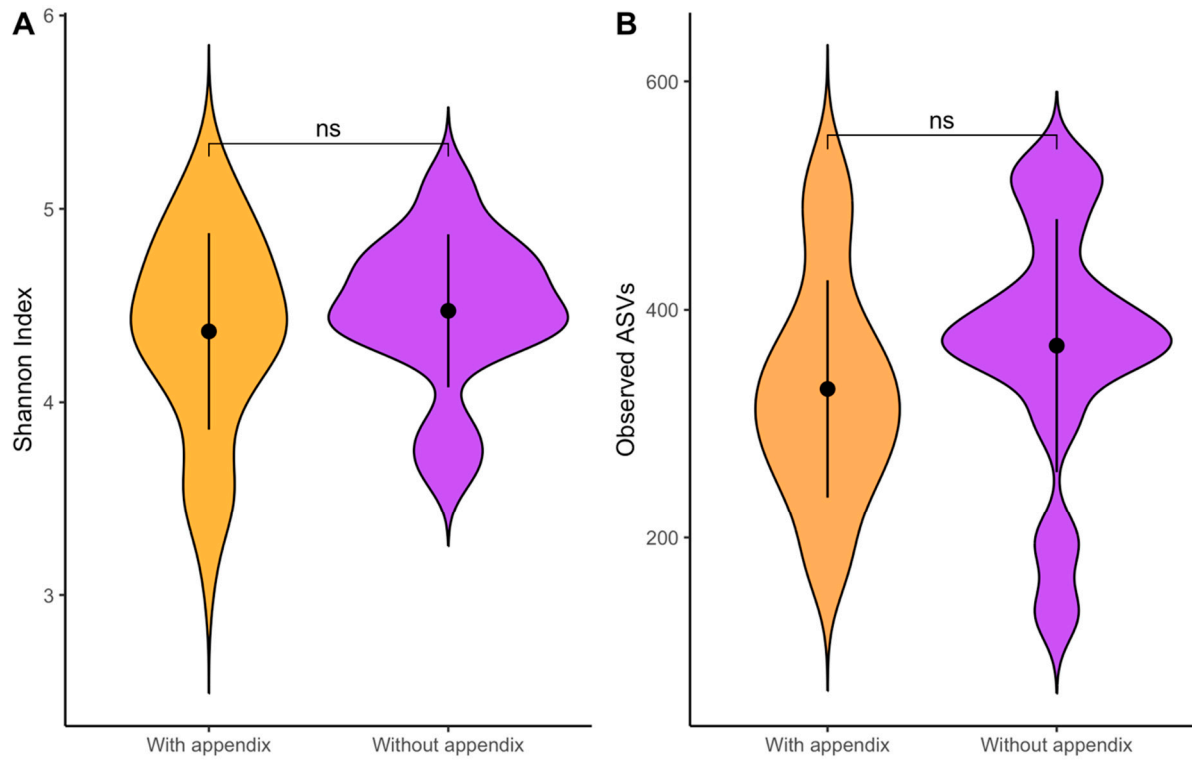 A
Shannon Index
6
5
4
3
ns
With appendix
Without appendix
B
Observed ASVs
600
400
200
ns
With appendix
Without appendix